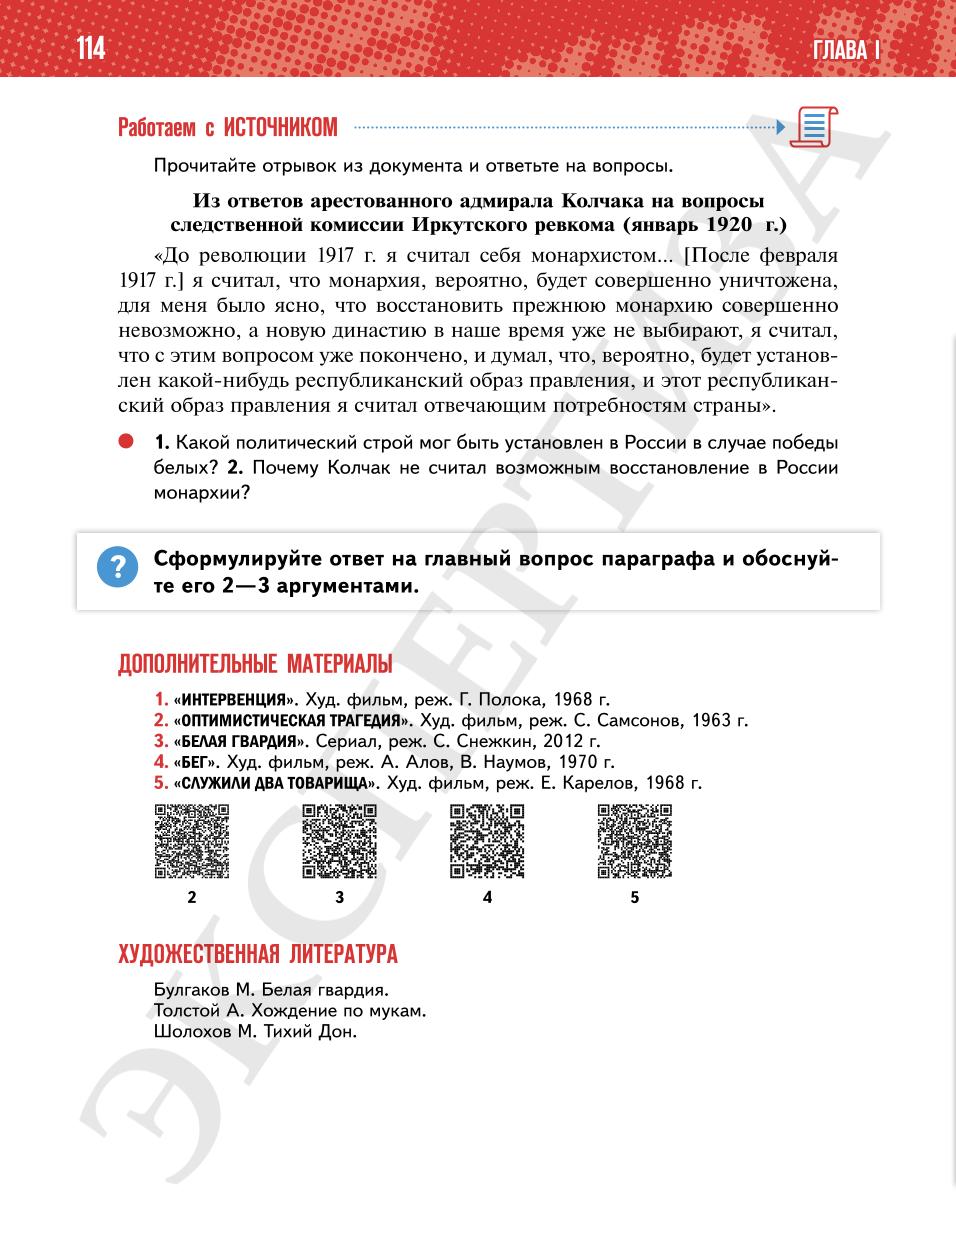 114
ГЛАВА I
Работаем с ИСТОЧНИКОМ
Прочитайте отрывок из документа и ответьте на вопросы.
Из ответов арестованного адмирала Колчака на вопросы
следственной комиссии Иркутского ревкома (январь 1920 г.)
«До революции 1917 г. я считал себя монархистом... [После февраля
1917 г.] я считал, что монархия, вероятно, будет совершенно уничтожена,
для меня было ясно, что восстановить прежнюю монархию совершенно
невозможно, а новую династию в наше время уже не выбирают, я считал,
что с этим вопросом уже покончено, и думал, что, вероятно, будет установ-
лен какой-нибудь республиканский образ правления, и этот республикан-
ский образ правления я считал отвечающим потребностям страны».
1. Какой политический строй мог быть установлен в России в случае победы
белых? 2. Почему Колчак не считал возможным восстановление в России
монархии?
? Сформулируйте ответ на главный вопрос параграфа и обоснуй-
те его 2—3 аргументами.
ДОПОЛНИТЕЛЬНЫЕ МАТЕРИАЛЫ
1. «ИНТЕРВЕНЦИЯ». Худ. фильм, реж. Г. Полока, 1968 г.
2. «ОПТИМИСТИЧЕСКАЯ ТРАГЕДИЯ». Худ. фильм, реж. С. Самсонов, 1963 г.
3. «БЕЛАЯ ГВАРДИЯ». Сериал, реж. С. Снежкин, 2012 г.
4. «БЕГ». Худ. фильм, реж. А. Алов, В. Наумов, 1970 г.
5. «СЛУЖИЛИ ДВА ТОВАРИЩА». Худ. фильм, реж. Е. Карелов, 1968 г.
2 3 4 5
ХУДОЖЕСТВЕННАЯ ЛИТЕРАТУРА
Булгаков М. Белая гвардия.
Толстой А. Хождение по мукам.
Шолохов М. Тихий Дон.
ЭКСПЕРТИЗА